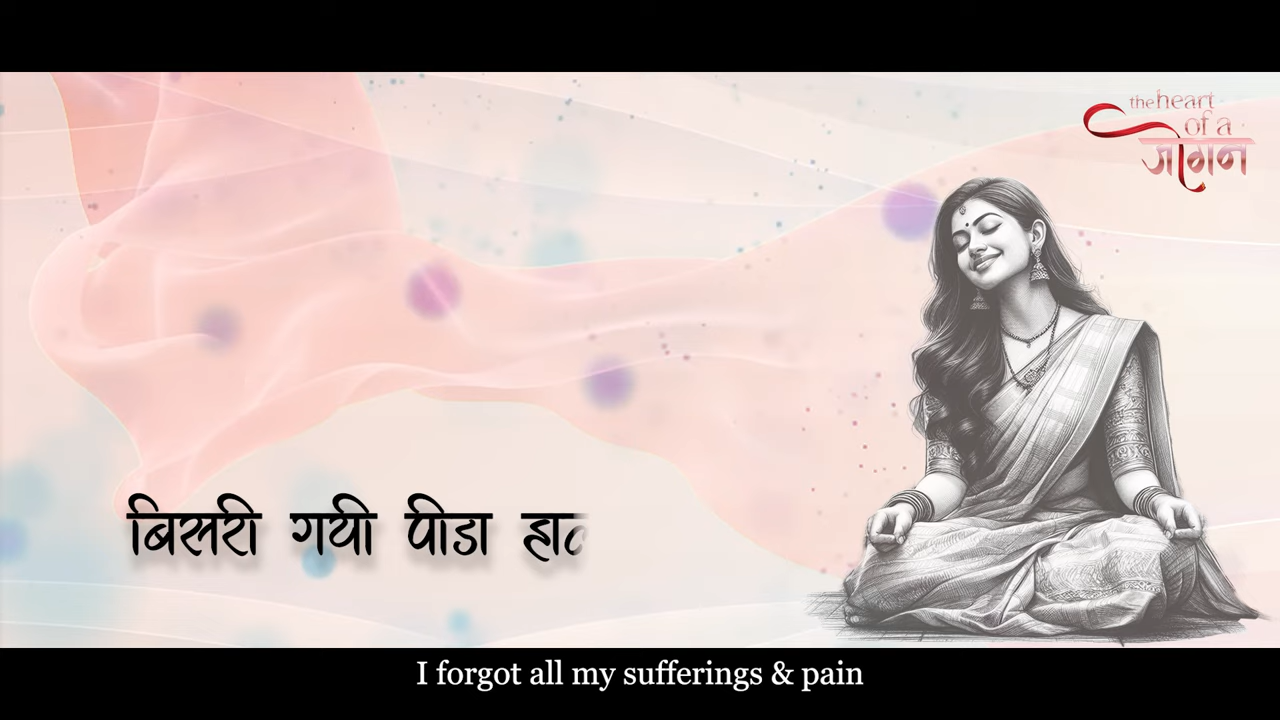 the heart
of a
जोगन
बिसरी गयी पीडा
I forgot all my sufferings & pain